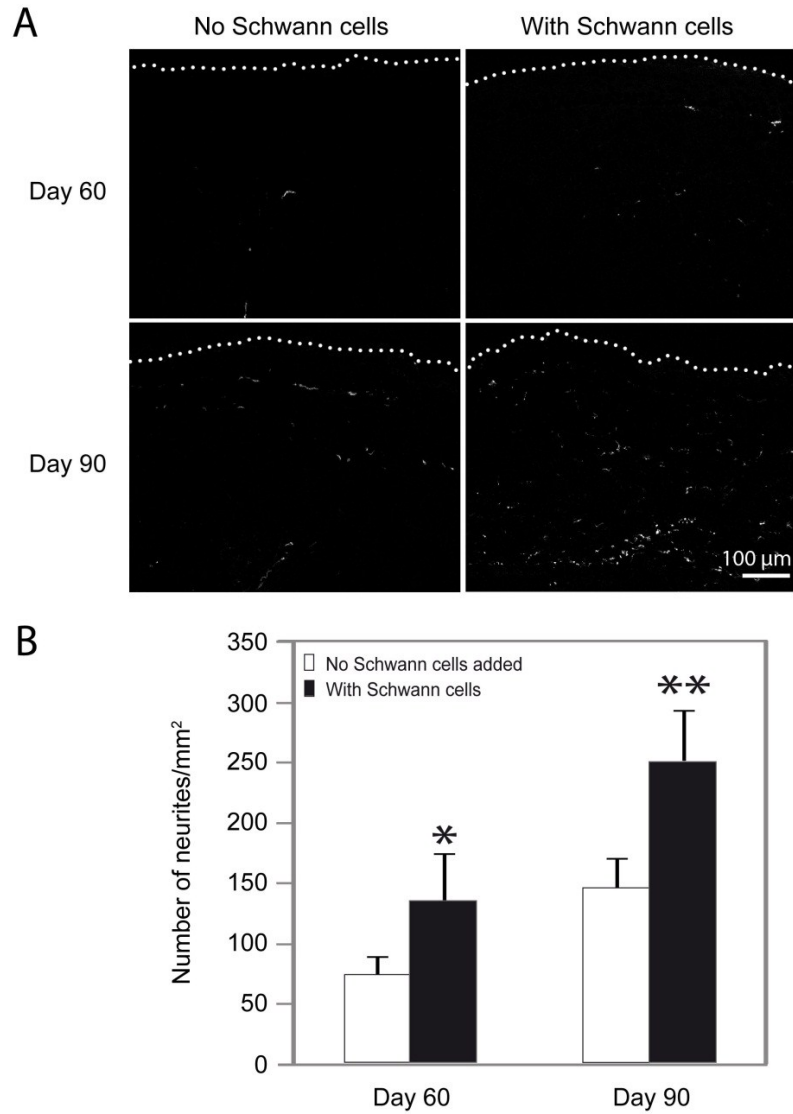 A
No Schwann cells
With Schwann cells
Day 60
Day 90
100 µm
B
Number of neurites/mm²
350
300
250
200
150
100
50
0
No Schwann cells added
With Schwann cells
*
**
Day 60
Day 90